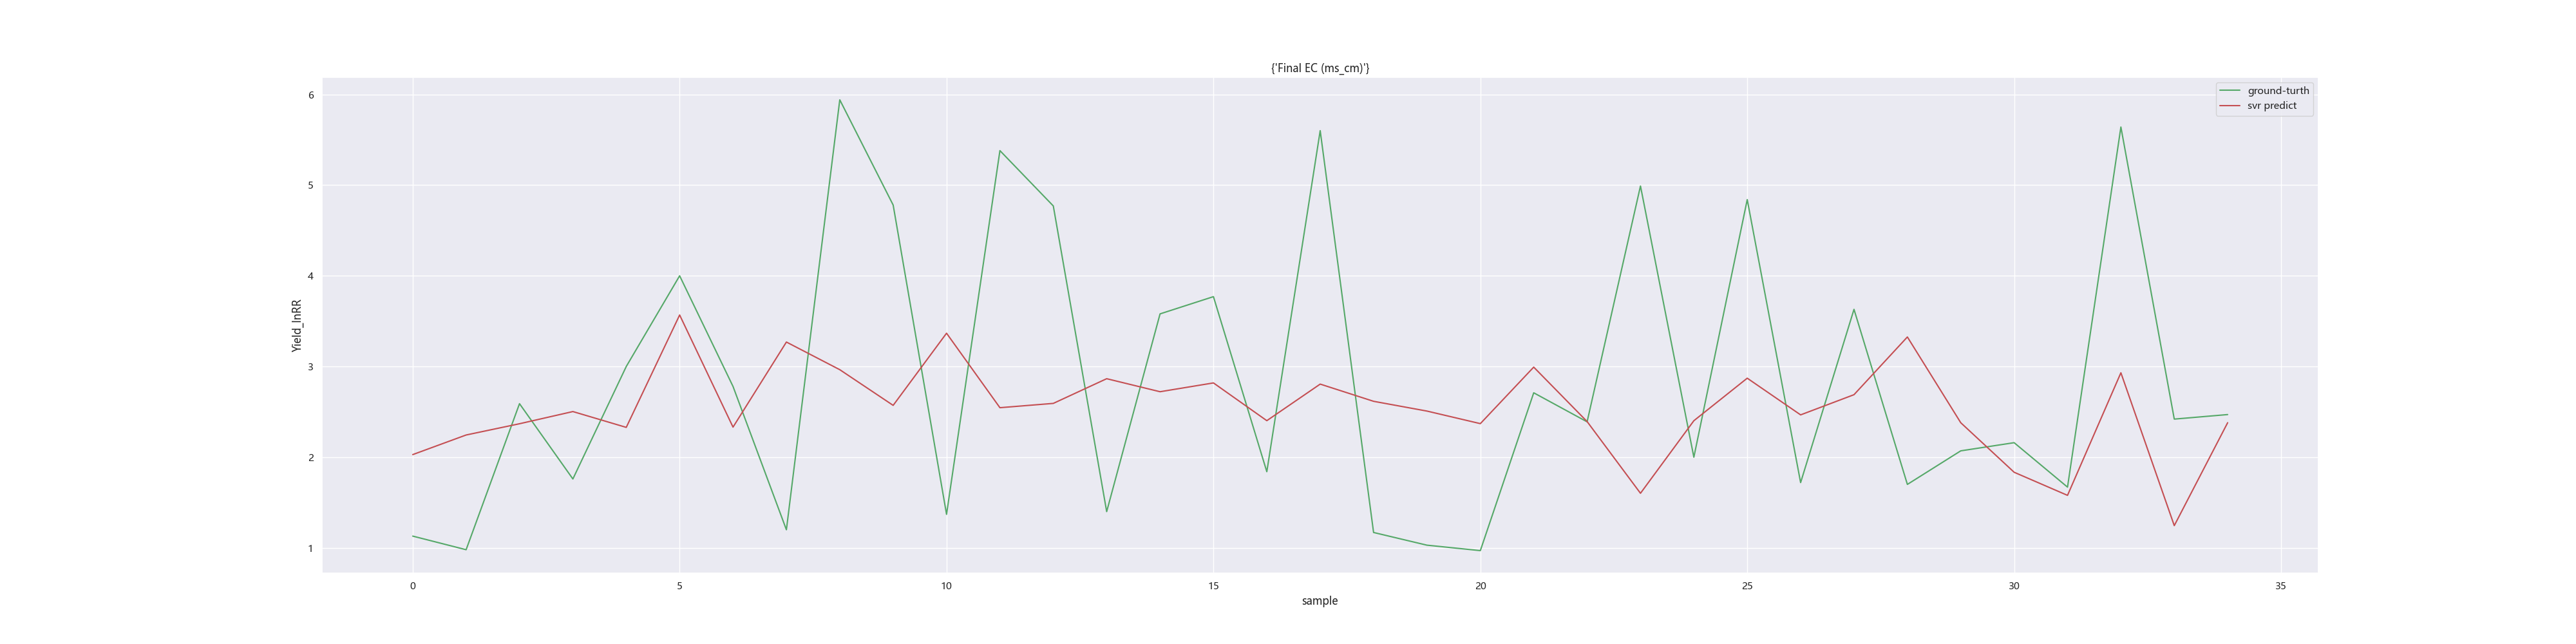 {'Final EC (ms_cm)'}
ground-turth
svr predict
6
5
4
3
2
1
Yield_lnRR
0 5 10 15 20 25 30 35
sample